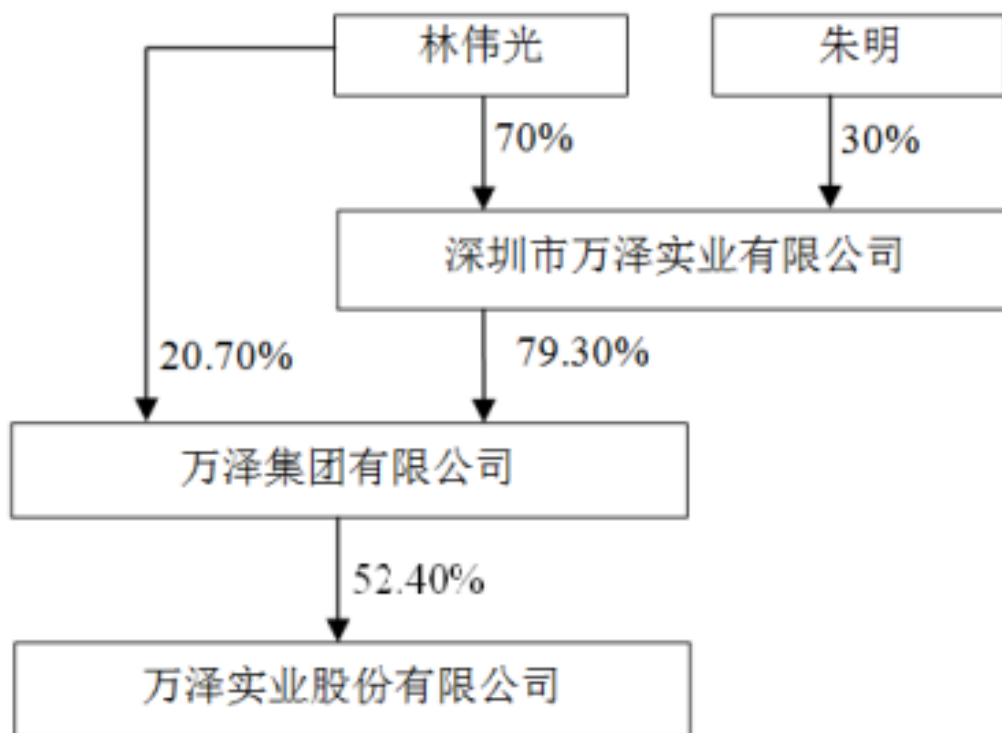 林伟光
朱明
70%
30%
深圳市万泽实业有限公司
20.70%
79.30%
万泽集团有限公司
52.40%
万泽实业股份有限公司